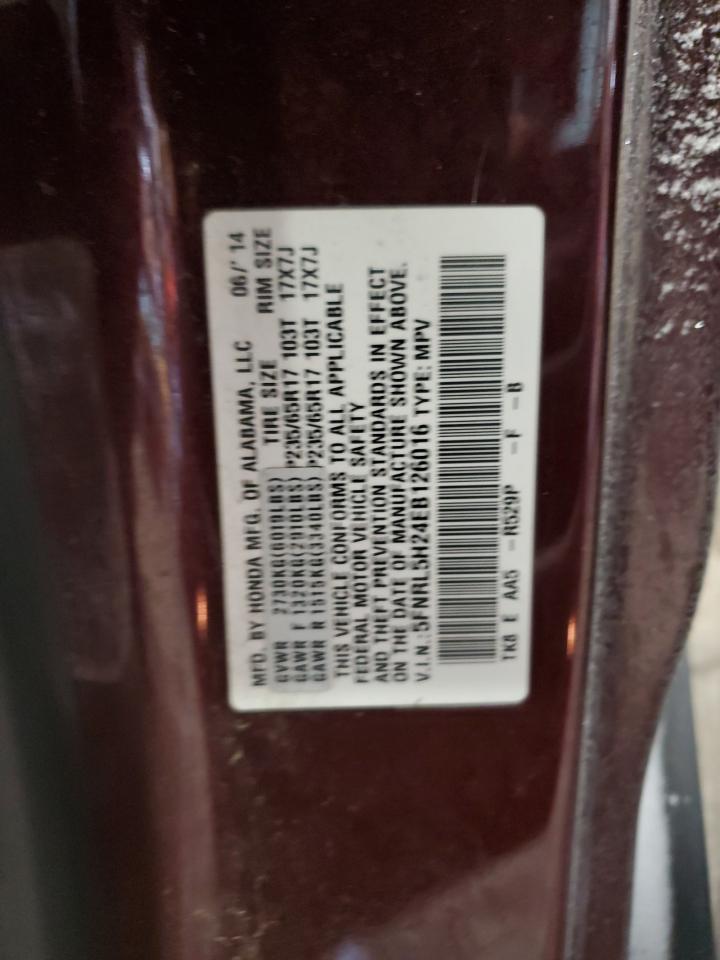 MFD. BY HONDA MFG. OF ALABAMA, LLC 06/'14
TIRE SIZE RIM SIZE
GVWR 2730KG(6019LBS)
GAWR F 1320KG(2910LBS) P235/65R17 103T 17X7J
GAWR R 1515KG(3340LBS) P235/65R17 103T 17X7J
THIS VEHICLE CONFORMS TO ALL APPLICABLE
FEDERAL MOTOR VEHICLE SAFETY
AND THEFT PREVENTION STANDARDS IN EFFECT
ON THE DATE OF MANUFACTURE SHOWN ABOVE.
V.I.N.:5FNRL5H24EB126016 TYPE: MPV
TK8 E AA5 -R529P -F -B